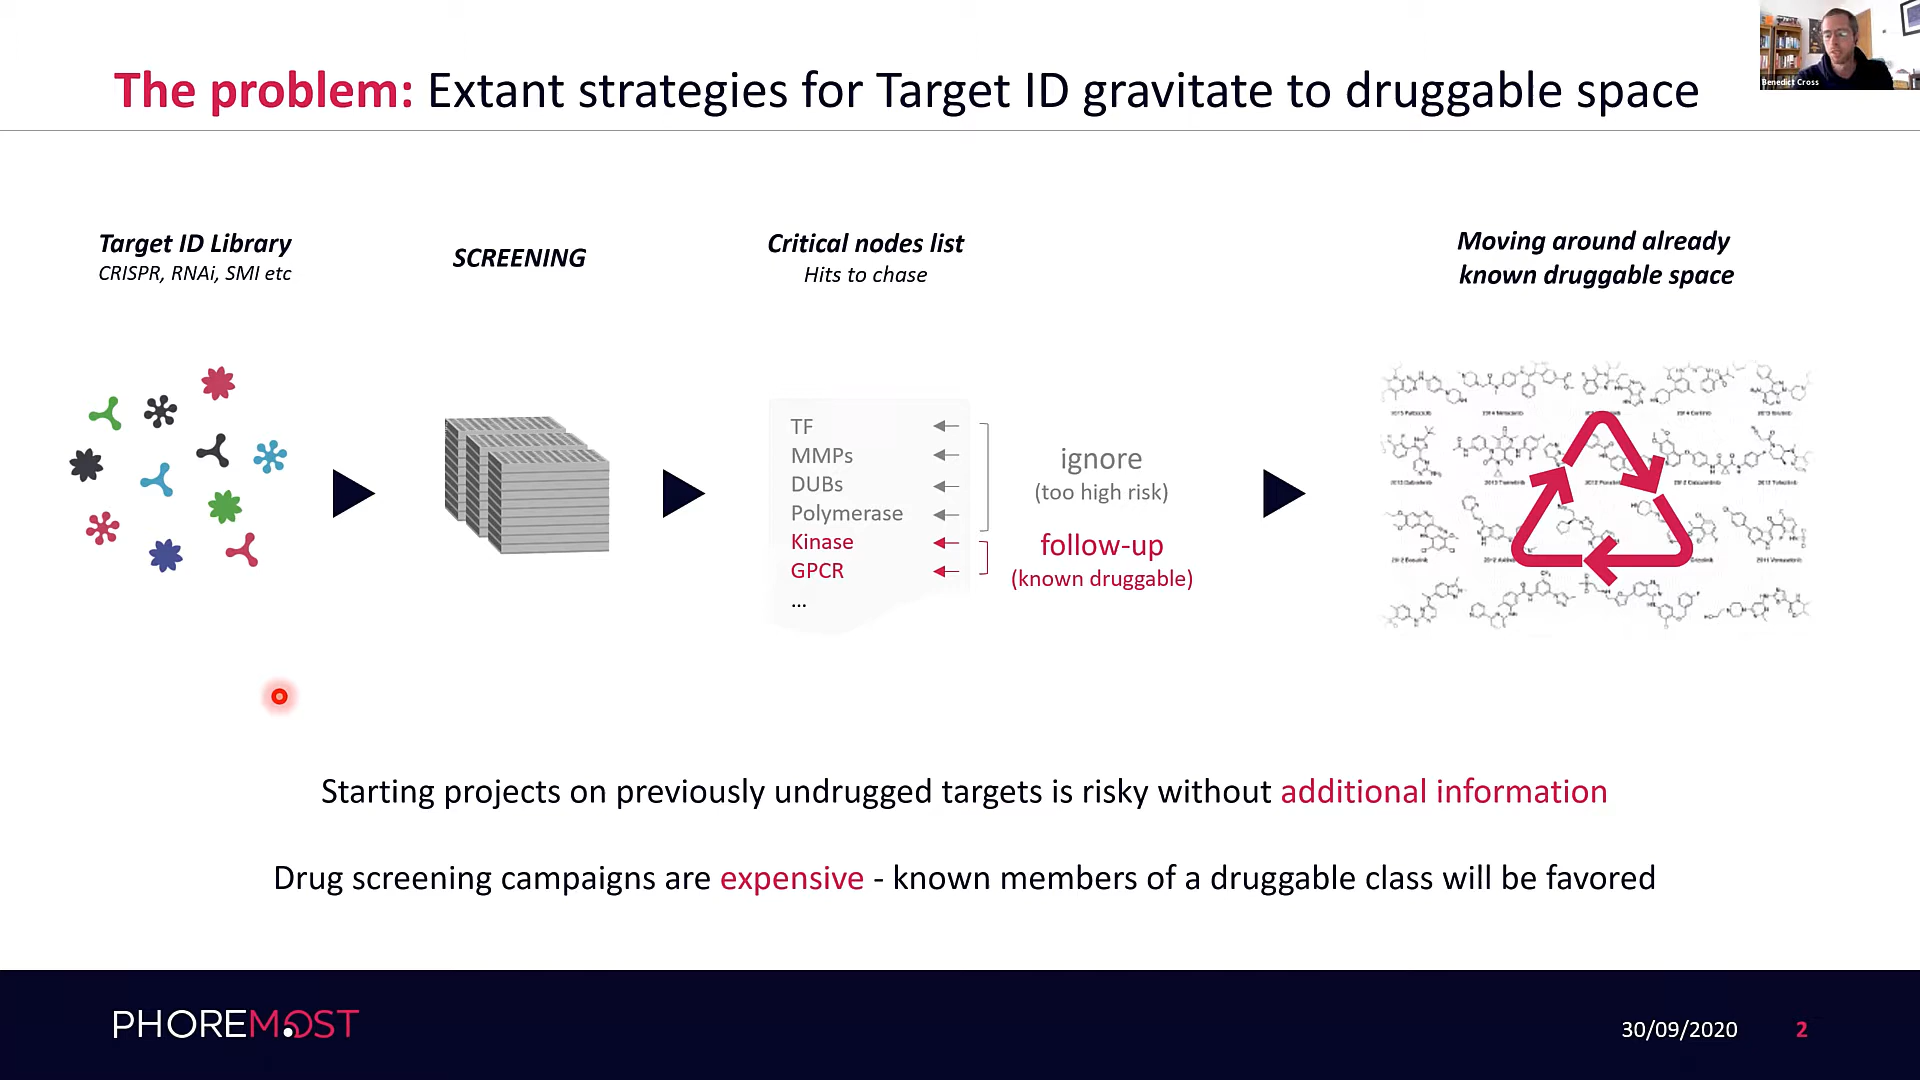 The problem: Extant strategies for Target ID gravitate to druggable space
Benedict Cross
Target ID Library
CRISPR, RNAi, SMI etc
SCREENING
Critical nodes list
Hits to chase
Moving around already
known druggable space
TF
MMPs
DUBs
Polymerase
Kinase
GPCR
...
ignore
(too high risk)
follow-up
(known druggable)
Starting projects on previously undrugged targets is risky without additional information
Drug screening campaigns are expensive - known members of a druggable class will be favored
PHOREMOST
30/09/2020
2